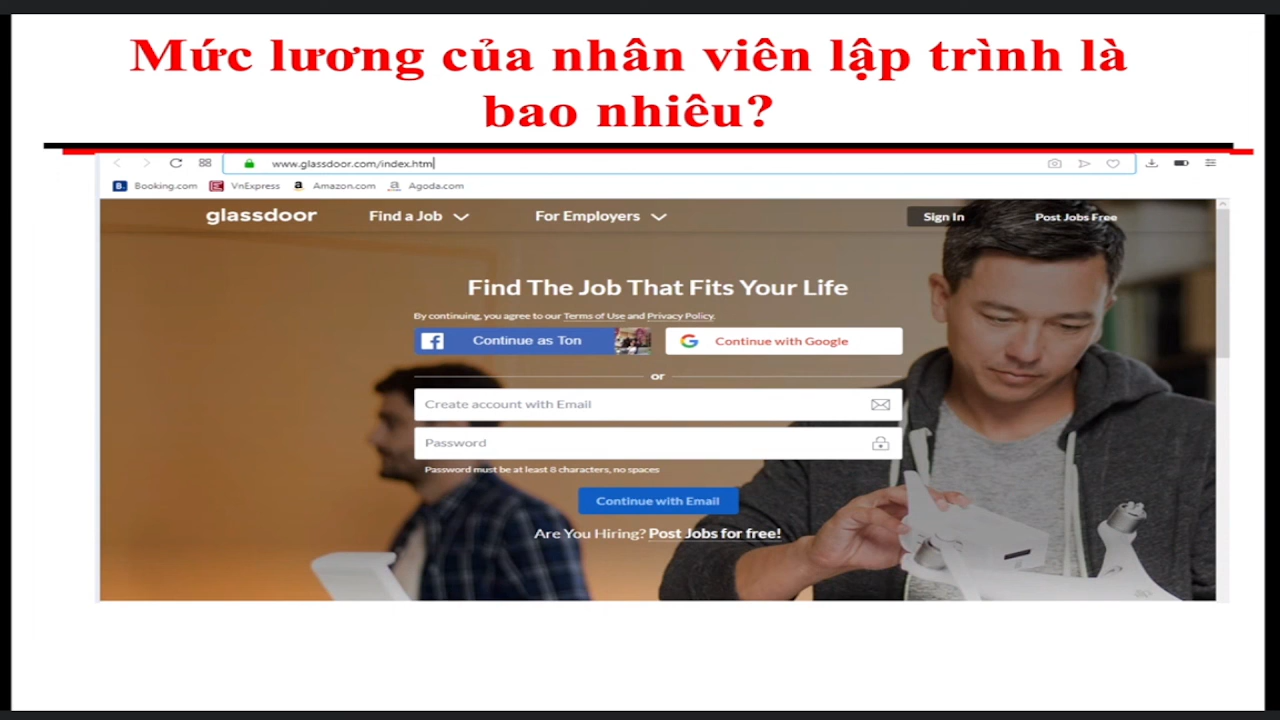 Mức lương của nhân viên lập trình là
bao nhiêu?
www.glassdoor.com/index.htm
B. Booking.com VnExpress a Amazon.com a Agoda.com
glassdoor Find a Job For Employers Sign In Post Jobs Free
Find The Job That Fits Your Life
By continuing, you agree to our Terms of Use and Privacy Policy.
Continue as Ton Continue with Google
or
Create account with Email
Password
Password must be at least 8 characters, no spaces
Continue with Email
Are You Hiring? Post Jobs for free!